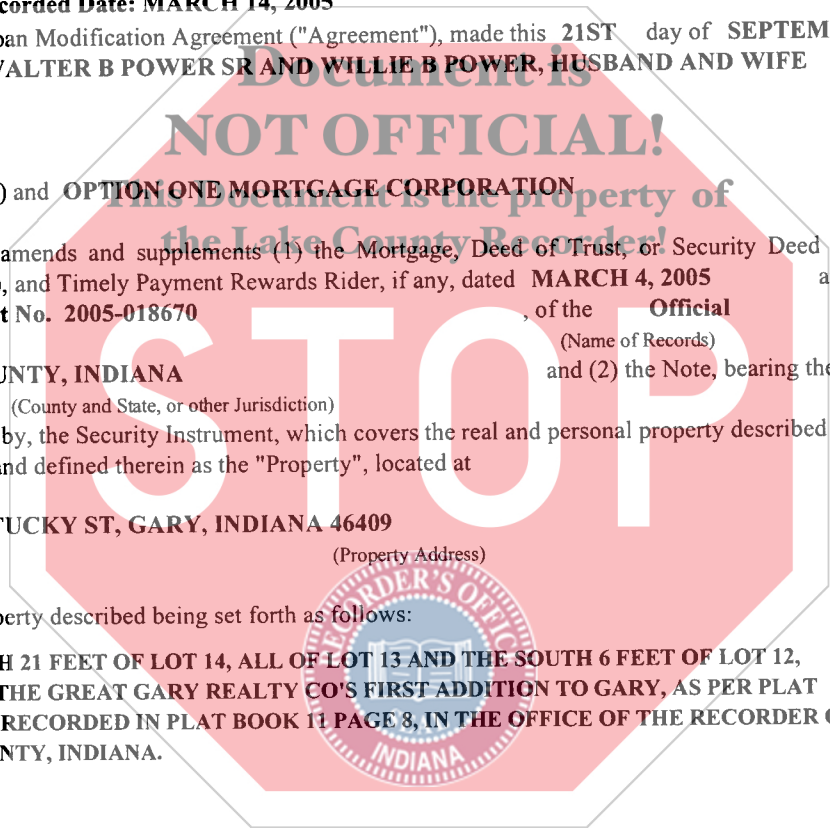 corded Date: MARCH 14, 2005
oan Modification Agreement ("Agreement"), made this 21ST day of SEPTEM
ALTER B POWER SR AND WILLIE B POWER, HUSBAND AND WIFE
Document is
NOT OFFICIAL!
) and OPTION ONE MORTGAGE CORPORATION
This Document is the property of
the Lake County Recorder!
amends and supplements (1) the Mortgage, Deed of Trust, or Security Deed
, and Timely Payment Rewards Rider, if any, dated MARCH 4, 2005 a
t No. 2005-018670 , of the Official
(Name of Records)
UNTY, INDIANA and (2) the Note, bearing the
(County and State, or other Jurisdiction)
STOP
by, the Security Instrument, which covers the real and personal property described
and defined therein as the "Property", located at
TUCKY ST, GARY, INDIANA 46409
(Property Address)
RECORDER'S OFFICE
perty described being set forth as follows:
H 21 FEET OF LOT 14, ALL OF LOT 13 AND THE SOUTH 6 FEET OF LOT 12,
THE GREAT GARY REALTY CO'S FIRST ADDITION TO GARY, AS PER PLAT
RECORDED IN PLAT BOOK 11 PAGE 8, IN THE OFFICE OF THE RECORDER O
NTY, INDIANA.
INDIANA